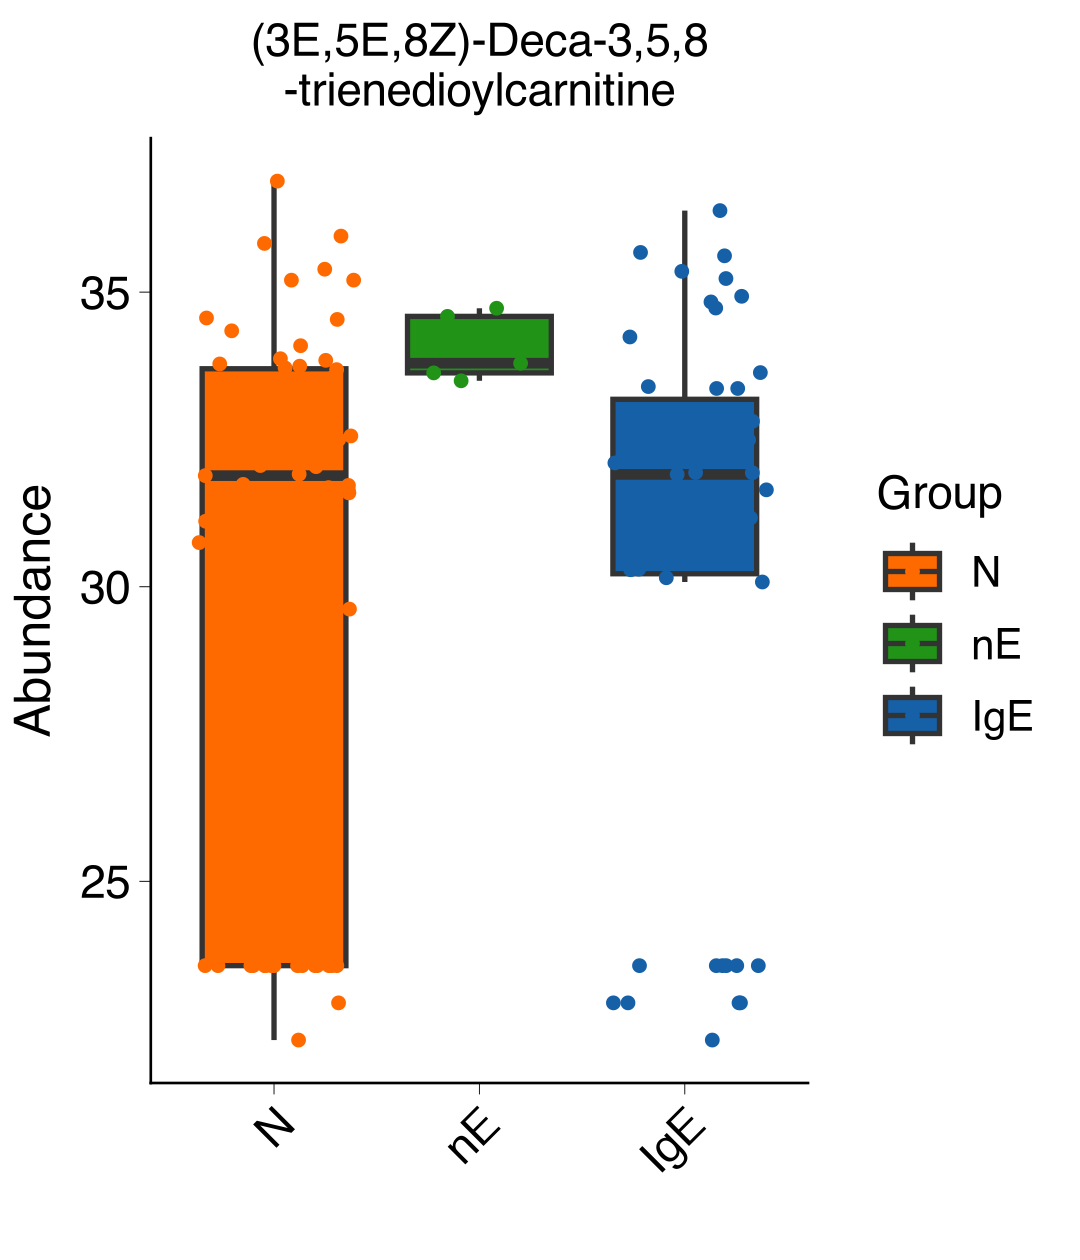 (3E,5E,8Z)-Deca-3,5,8
-trienedioylcarnitine
35
30
25
Abundance
N
nE
IgE
Group
N
nE
IgE